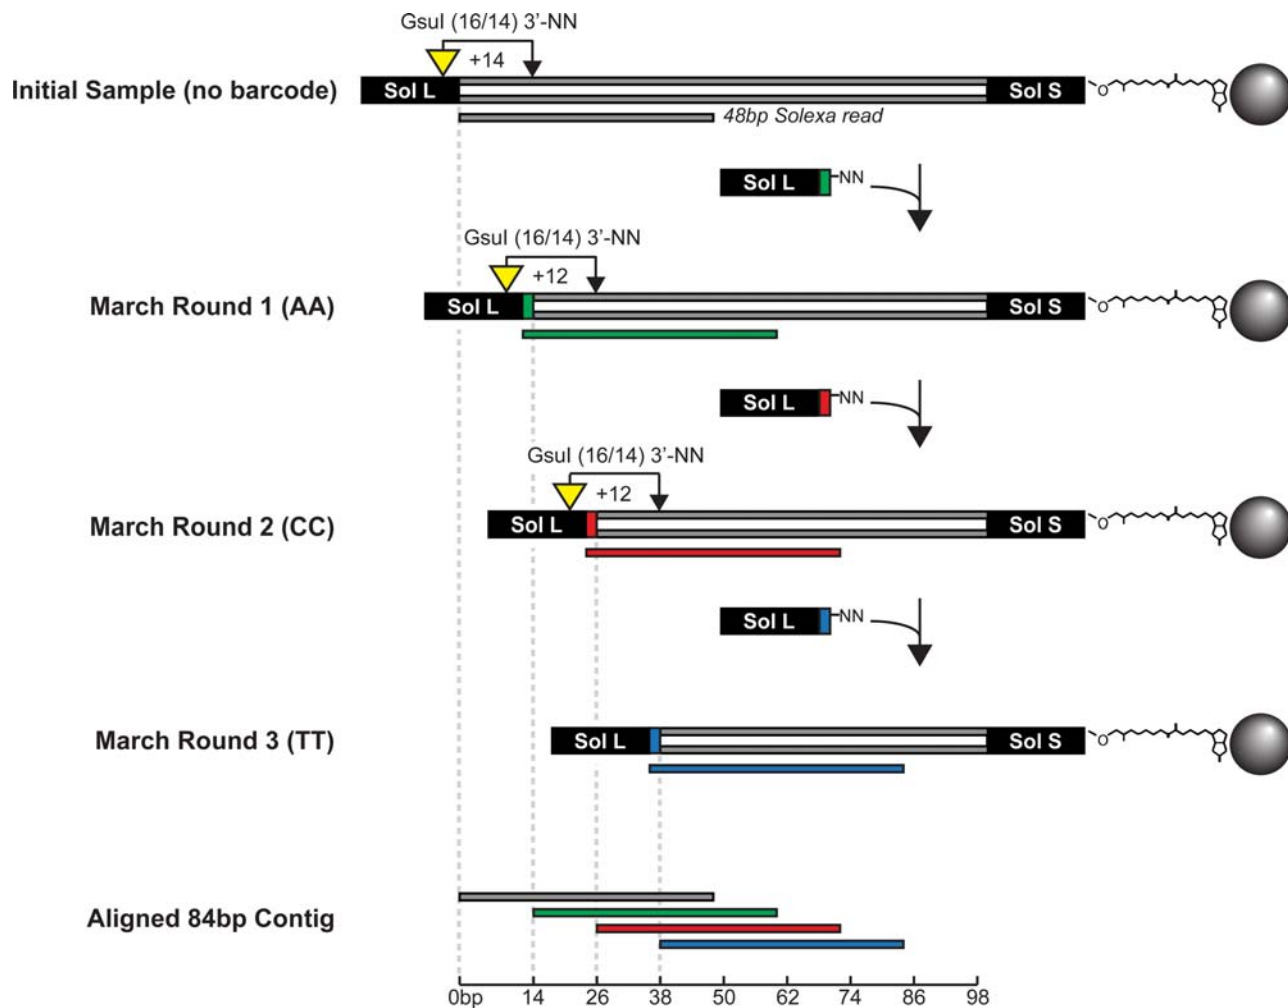 GsuI (16/14) 3'-NN
+14
Initial Sample (no barcode)
Sol L
Sol S
O
48bp Solexa read
Sol L
NN
GsuI (16/14) 3'-NN
+12
March Round 1 (AA)
Sol L
Sol S
O
Sol L
NN
GsuI (16/14) 3'-NN
+12
March Round 2 (CC)
Sol L
Sol S
O
Sol L
NN
March Round 3 (TT)
Sol L
Sol S
O
Aligned 84bp Contig
0bp 14 26 38 50 62 74 86 98